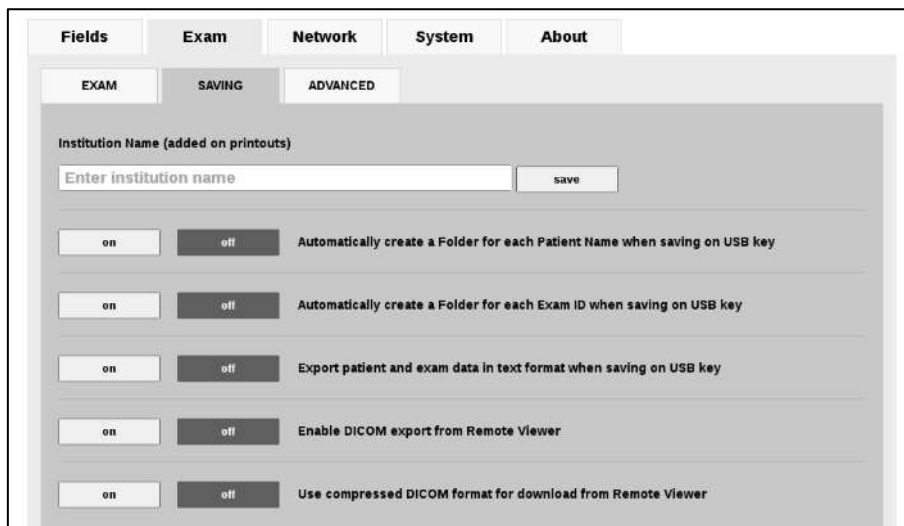 Fields Exam Network System About
EXAM SAVING ADVANCED
Institution Name (added on printouts)
Enter institution name save
on off Automatically create a Folder for each Patient Name when saving on USB key
on off Automatically create a Folder for each Exam ID when saving on USB key
on off Export patient and exam data in text format when saving on USB key
on off Enable DICOM export from Remote Viewer
on off Use compressed DICOM format for download from Remote Viewer